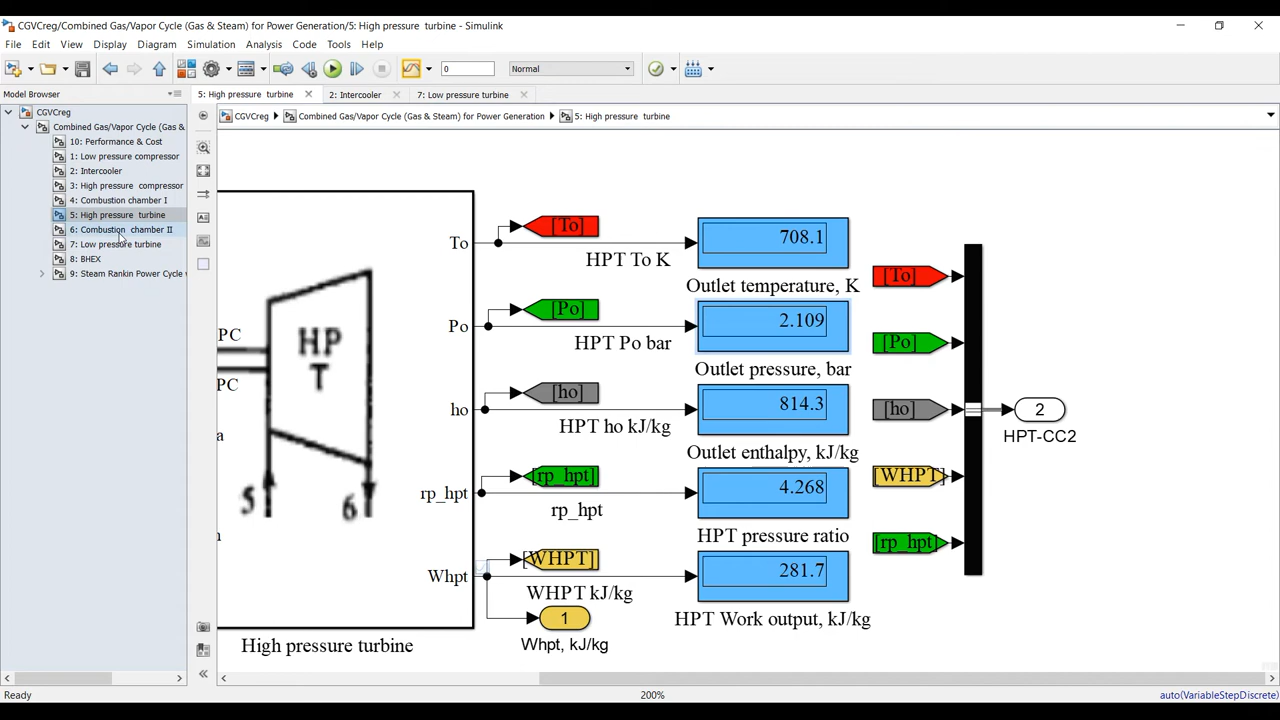 CGVCreg/Combined Gas/Vapor Cycle (Gas & Steam) for Power Generation/5: High pressure  turbine - Simulink
File Edit View Display Diagram Simulation Analysis Code Tools Help
0 Normal
Model Browser
5: High pressure  turbine 2: Intercooler 7: Low pressure turbine
CGVCreg
CGVCreg Combined Gas/Vapor Cycle (Gas & Steam) for Power Generation 5: High pressure  turbine
Combined Gas/Vapor Cycle (Gas &
10: Performance & Cost
1: Low pressure compressor
2: Intercooler
3: High pressure  compressor
4: Combustion chamber I
5: High pressure  turbine
6: Combustion  chamber II
7: Low pressure turbine
8: BHEX
9: Steam Rankin Power Cycle
To [To] 708.1
HPT To K
Outlet temperature, K
[To]
Po [Po] 2.109
HPT Po bar
Outlet pressure, bar
[Po]
PC
PC
HP
T
ho [ho] 814.3
HPT ho kJ/kg
Outlet enthalpy, kJ/kg
[ho]
2
HPT-CC2
a
5 6
rp_hpt [rp_hpt] 4.268
rp_hpt
HPT pressure ratio
[WHPT]
[rp_hpt]
Whpt [WHPT] 281.7
WHPT kJ/kg
HPT Work output, kJ/kg
1
Whpt, kJ/kg
High pressure turbine
Ready 200% auto(VariableStepDiscrete)